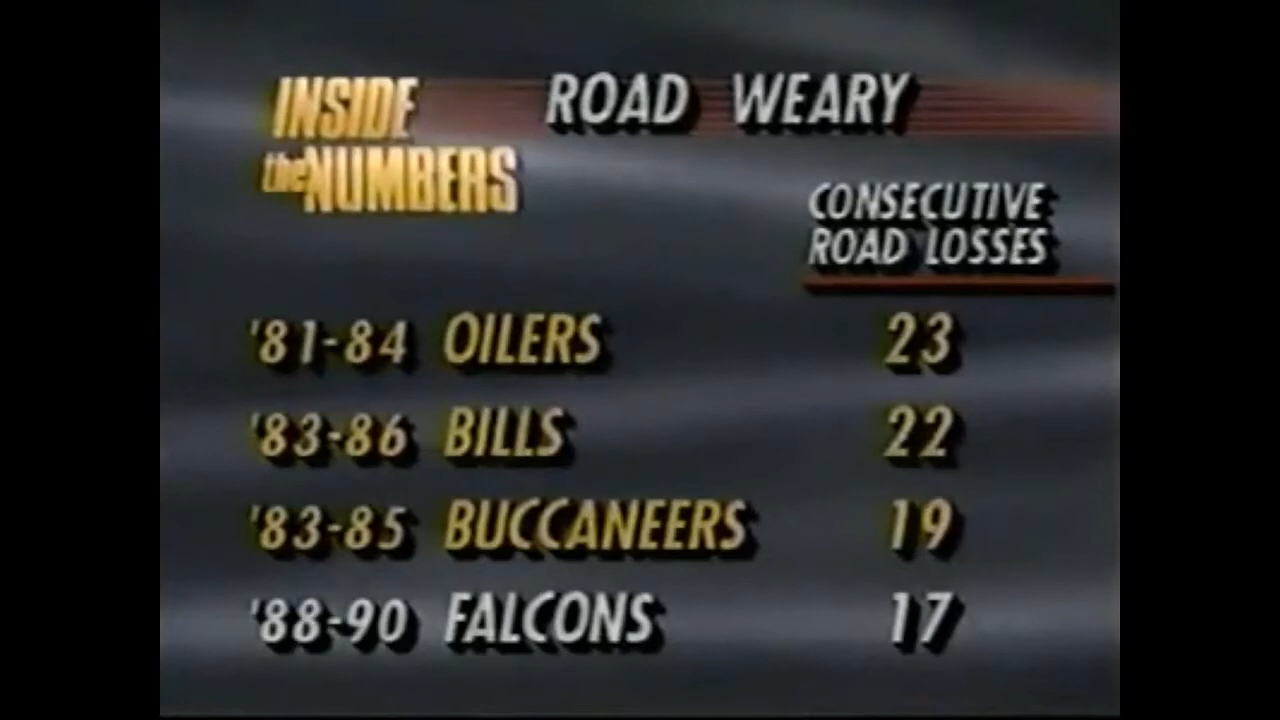 INSIDE
the NUMBERS
ROAD WEARY
CONSECUTIVE
ROAD LOSSES
'81-84 OILERS 23
'83-86 BILLS 22
'83-85 BUCCANEERS 19
'88-90 FALCONS 17